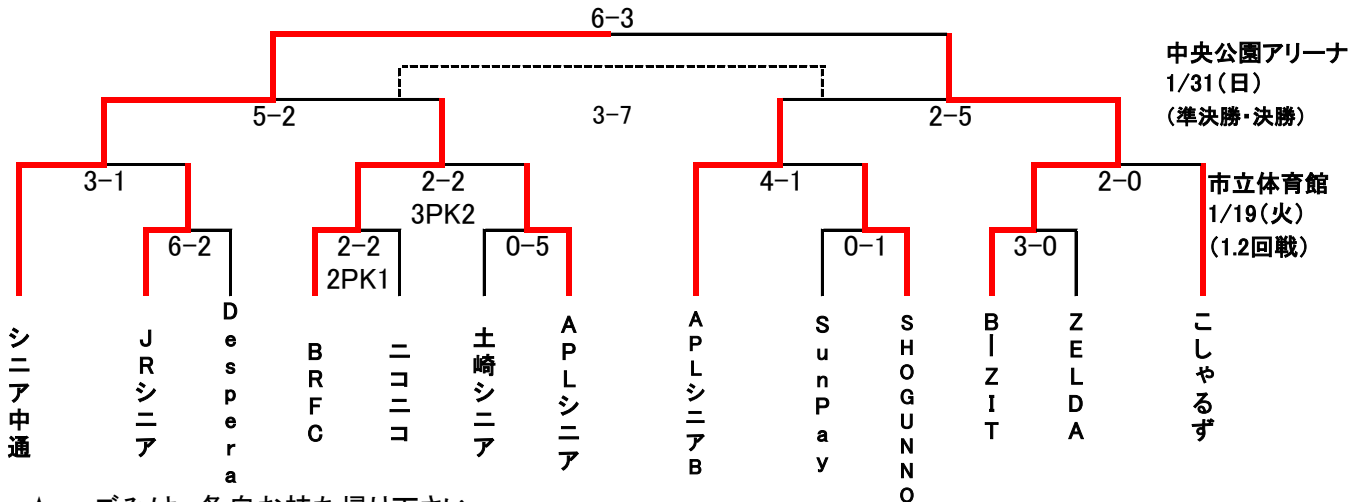 6-3
中央公園アリーナ
1/31(日)
(準決勝・決勝)
5-2
3-7
2-5
3-1
2-2
3PK2
4-1
2-0
市立体育館
1/19(火)
(1.2回戦)
6-2
2-2
2PK1
0-5
0-1
3-0
シニア中通
JRシニア
Despera
BRFC
ニコニコ
土崎シニア
APLシニア
APLシニアB
SunPay
SHOGUNNO
B-ZIT
ZELDA
こしゃるず